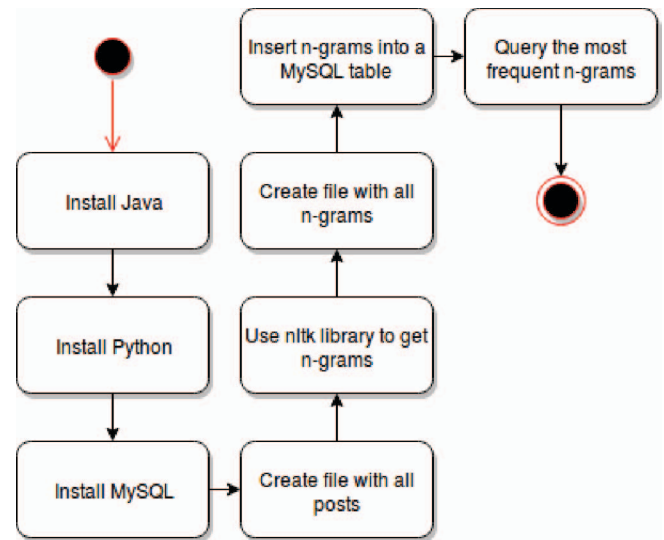 Install Java
Install Python
Install MySQL
Create file with all
posts
Use nltk library to get
n-grams
Create file with all
n-grams
Insert n-grams into a
MySQL table
Query the most
frequent n-grams